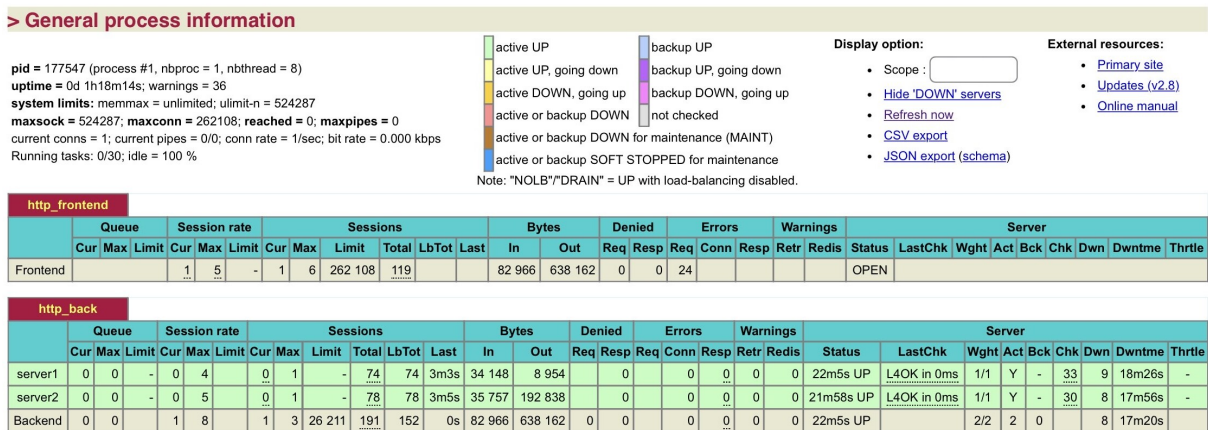 > General process information
pid = 177547 (process #1, nbproc = 1, nbthread = 8)
uptime = 0d 1h18m14s; warnings = 36
system limits: memmax = unlimited; ulimit-n = 524287
maxsock = 524287; maxconn = 262108; reached = 0; maxpipes = 0
current conns = 1; current pipes = 0/0; conn rate = 1/sec; bit rate = 0.000 kbps
Running tasks: 0/30; idle = 100 %
active UP backup UP
active UP, going down backup UP, going down
active DOWN, going up backup DOWN, going up
active or backup DOWN not checked
active or backup DOWN for maintenance (MAINT)
active or backup SOFT STOPPED for maintenance
Note: "NOLB"/"DRAIN" = UP with load-balancing disabled.
Display option:
• Scope :
• Hide 'DOWN' servers
• Refresh now
• CSV export
• JSON export (schema)
External resources:
• Primary site
• Updates (v2.8)
• Online manual
http_frontend
Queue Session rate Sessions Bytes Denied Errors Warnings Server
Cur Max Limit Cur Max Limit Cur Max Limit Total LbTot Last In Out Req Resp Req Conn Resp Retr Redis Status LastChk Wght Act Bck Chk Dwn Dwntme Thrtle
Frontend 1 5 - 1 6 262 108 119 82 966 638 162 0 0 24 OPEN
http_back
Queue Session rate Sessions Bytes Denied Errors Warnings Server
Cur Max Limit Cur Max Limit Cur Max Limit Total LbTot Last In Out Req Resp Req Conn Resp Retr Redis Status LastChk Wght Act Bck Chk Dwn Dwntme Thrtle
server1 0 0 - 0 4 0 1 - 74 74 3m3s 34 148 8 954 0 0 0 0 0 22m5s UP L4OK in 0ms 1/1 Y - 33 9 18m26s -
server2 0 0 - 0 5 0 1 - 78 78 3m5s 35 757 192 838 0 0 0 0 0 21m58s UP L4OK in 0ms 1/1 Y - 30 8 17m56s -
Backend 0 0 1 8 1 3 26 211 191 152 0s 82 966 638 162 0 0 0 0 0 0 22m5s UP 2/2 2 0 8 17m20s